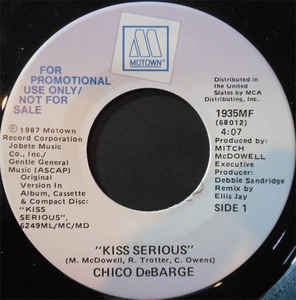 MOTOWN®
FOR
PROMOTIONAL
USE ONLY/
NOT FOR
SALE
℗ 1987 Motown
Record Corporation
Jobete Music
Co., Inc./
Gentle General
Music (ASCAP)
Original
Version In
Album, Cassette
& Compact Disc:
"KISS
SERIOUS",
6249ML/MC/MD
Distributed in
the United
States by MCA
Distributing
Corp.
1935MF
(68012)
4:07
Produced by:
MITCH
McDOWELL
Executive
Producer:
Debbie Sandridge
Remix by
Ellis Jay
SIDE 1
"KISS SERIOUS"
(M. McDowell, R. Trotter, C. Owens)
CHICO DeBARGE